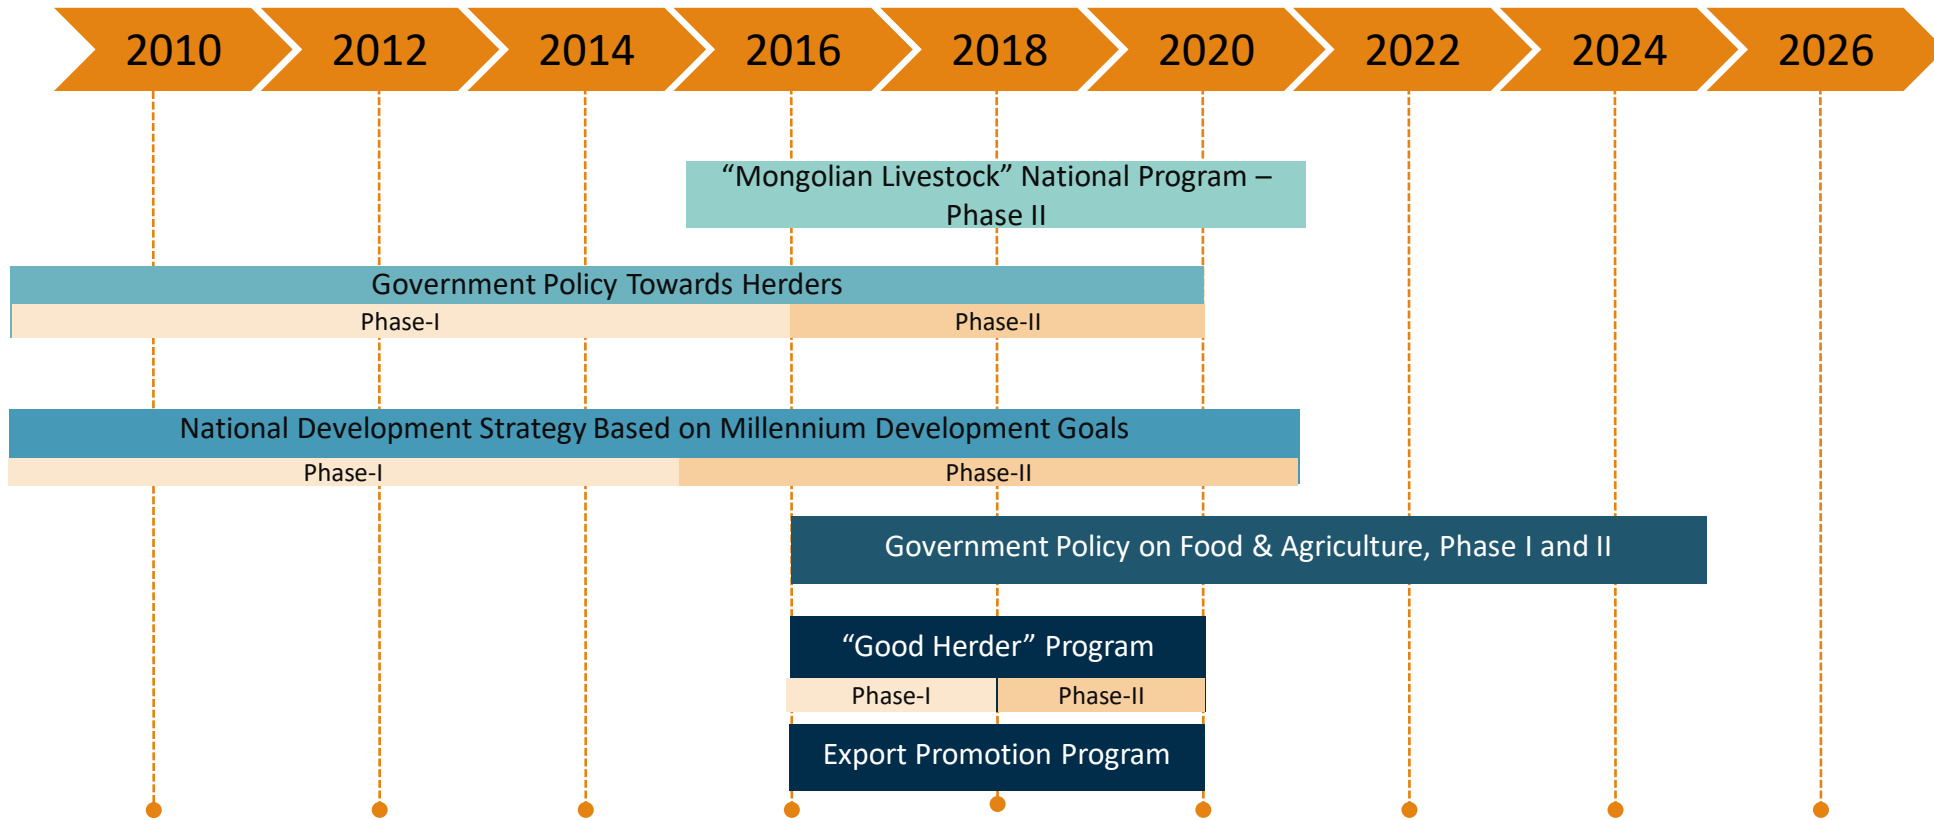 2010 2012 2014 2016 2018 2020 2022 2024 2026
“Mongolian Livestock” National Program –
Phase II
Government Policy Towards Herders
Phase-I Phase-II
National Development Strategy Based on Millennium Development Goals
Phase-I Phase-II
Government Policy on Food & Agriculture, Phase I and II
“Good Herder” Program
Phase-I Phase-II
Export Promotion Program